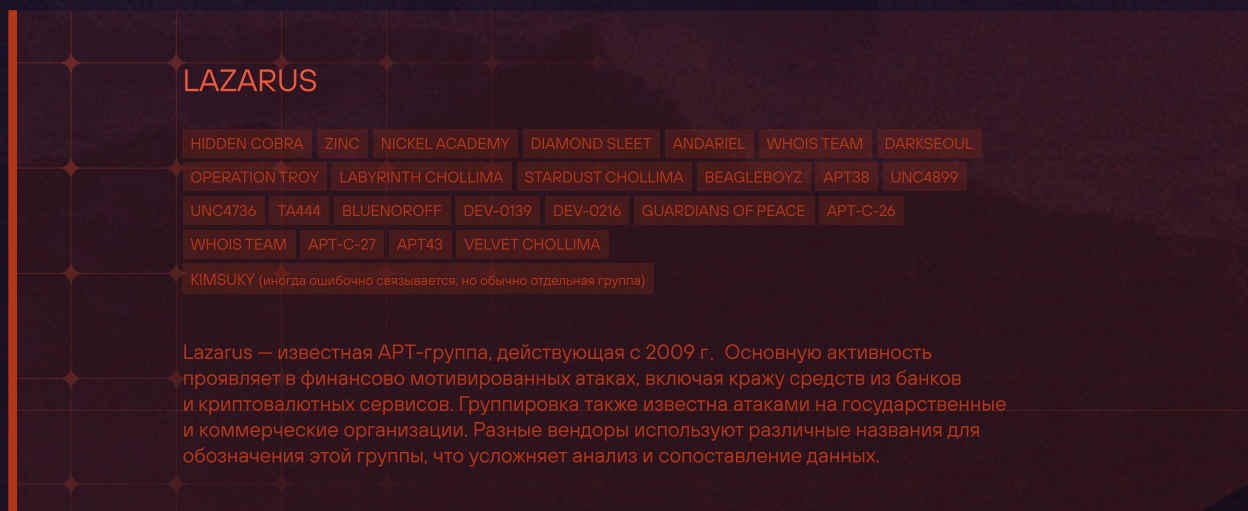 LAZARUS
HIDDEN COBRA ZINC NICKEL ACADEMY DIAMOND SLEET ANDARIEL WHOIS TEAM DARKSEOUL
OPERATION TROY LABYRINTH CHOLLIMA STARDUST CHOLLIMA BEAGLEBOYZ APT38 UNC4899
UNC4736 TA444 BLUENOROFF DEV-0139 DEV-0216 GUARDIANS OF PEACE APT-C-26
WHOIS TEAM APT-C-27 APT43 VELVET CHOLLIMA
KIMSUKY (иногда ошибочно связывается, но обычно отдельная группа)
Lazarus — известная APT-группа, действующая с 2009 г. Основную активность
проявляет в финансово мотивированных атаках, включая кражу средств из банков
и криптовалютных сервисов. Группировка также известна атаками на государственные
и коммерческие организации. Разные вендоры используют различные названия для
обозначения этой группы, что усложняет анализ и сопоставление данных.